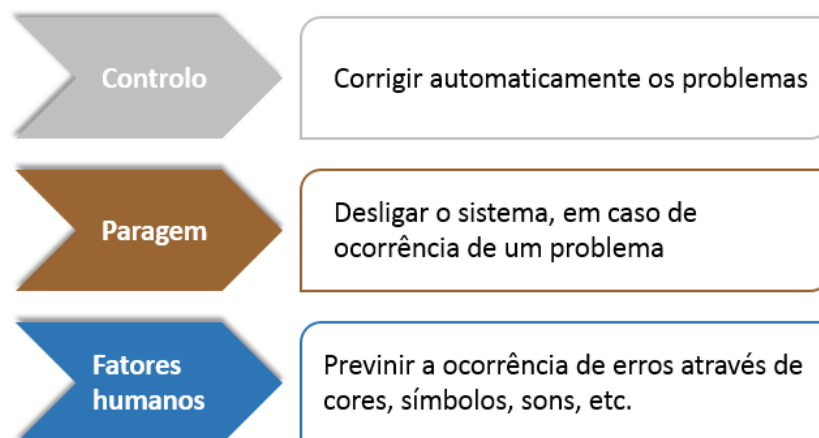 Controlo
Corrigir automaticamente os problemas
Paragem
Desligar o sistema, em caso de
ocorrência de um problema
Fatores
humanos
Previnir a ocorrência de erros através de
cores, símbolos, sons, etc.